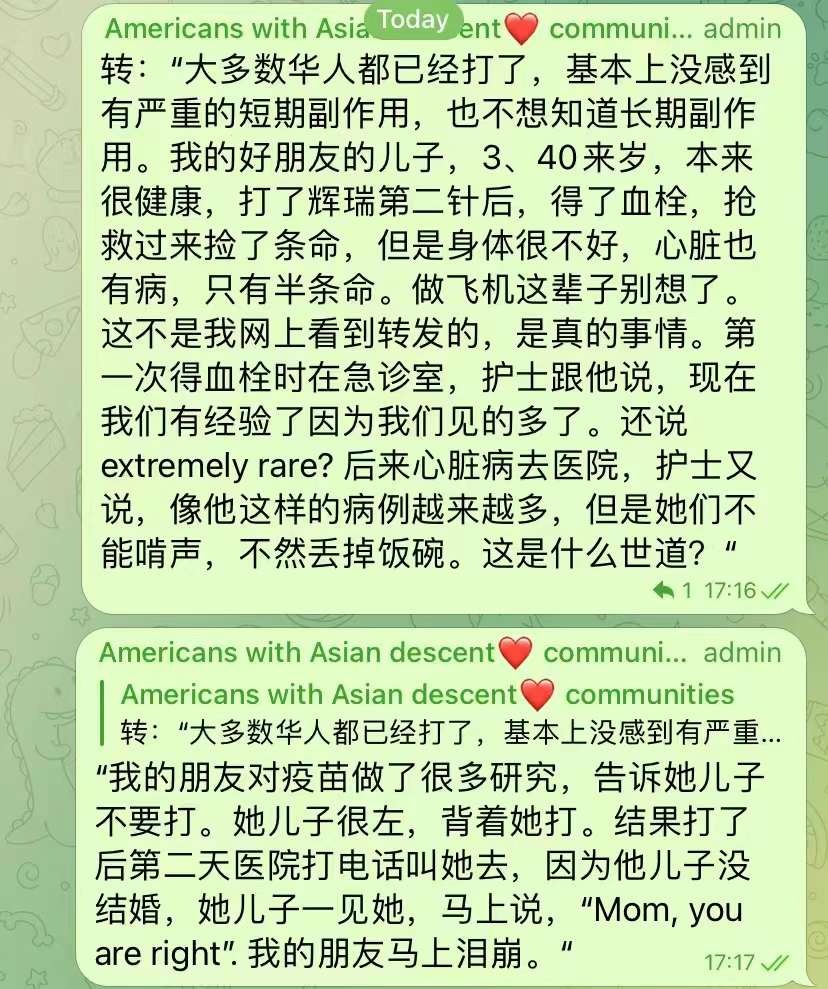 Today
Americans with Asia ent❤️ communi... admin
转：“大多数华人都已经打了，基本上没感到
有严重的短期副作用，也不想知道长期副作
用。我的好朋友的儿子，3、40来岁，本来
很健康，打了辉瑞第二针后，得了血栓，抢
救过来捡了条命，但是身体很不好，心脏也
有病，只有半条命。做飞机这辈子别想了。
这不是我网上看到转发的，是真的事情。第
一次得血栓时在急诊室，护士跟他说，现在
我们有经验了因为我们见的多了。还说
extremely rare? 后来心脏病去医院，护士又
说，像他这样的病例越来越多，但是她们不
能啃声，不然丢掉饭碗。这是什么世道？“
1 17:16
Americans with Asian descent❤️ communi... admin
Americans with Asian descent❤️ communities
转：“大多数华人都已经打了，基本上没感到有严重...
“我的朋友对疫苗做了很多研究，告诉她儿子
不要打。她儿子很左，背着她打。结果打了
后第二天医院打电话叫她去，因为他儿子没
结婚，她儿子一见她，马上说，“Mom, you
are right”. 我的朋友马上泪崩。“
17:17